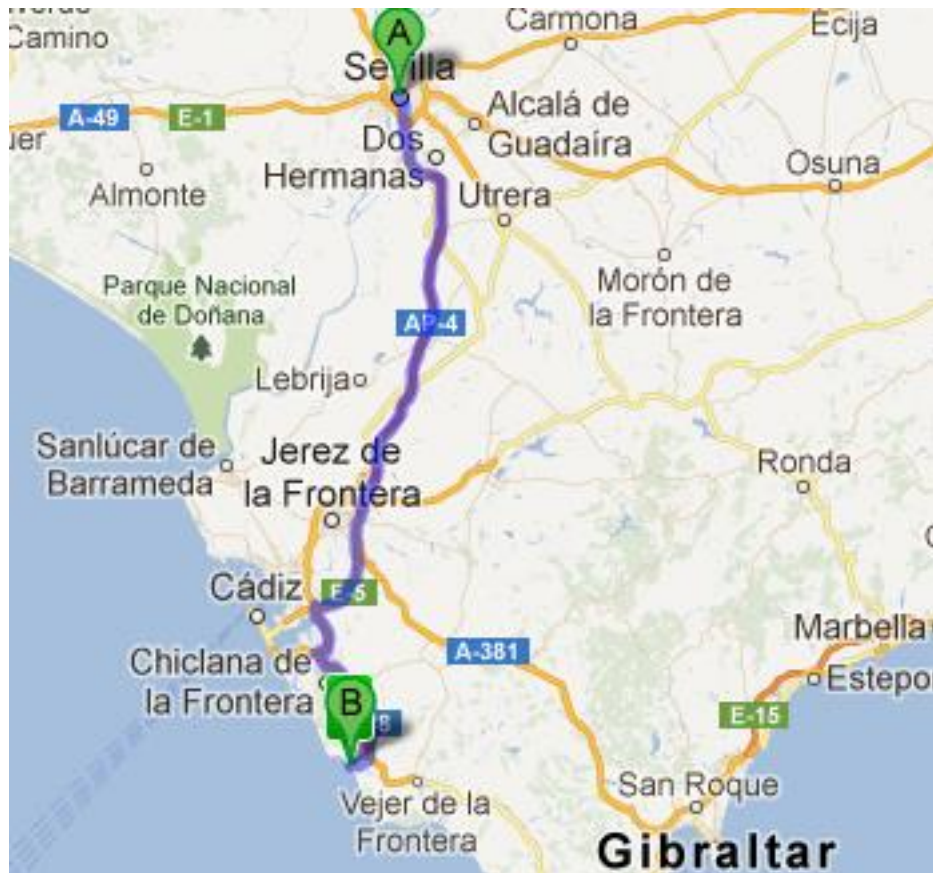 Camino
A
Carmona
Écija
Sevilla
A-49
E-1
Alcalá de
Guadaíra
Dos
Hermanas
Osuna
Almonte
Utrera
Parque Nacional
de Doñana
Morón de
la Frontera
AP-4
Lebrija
Sanlúcar de
Barrameda
Jerez de
la Frontera
Ronda
Cádiz
E-5
Marbella
A-381
Chiclana de
la Frontera
Estepo
B
E-15
San Roque
Vejer de la
Frontera
Gibraltar